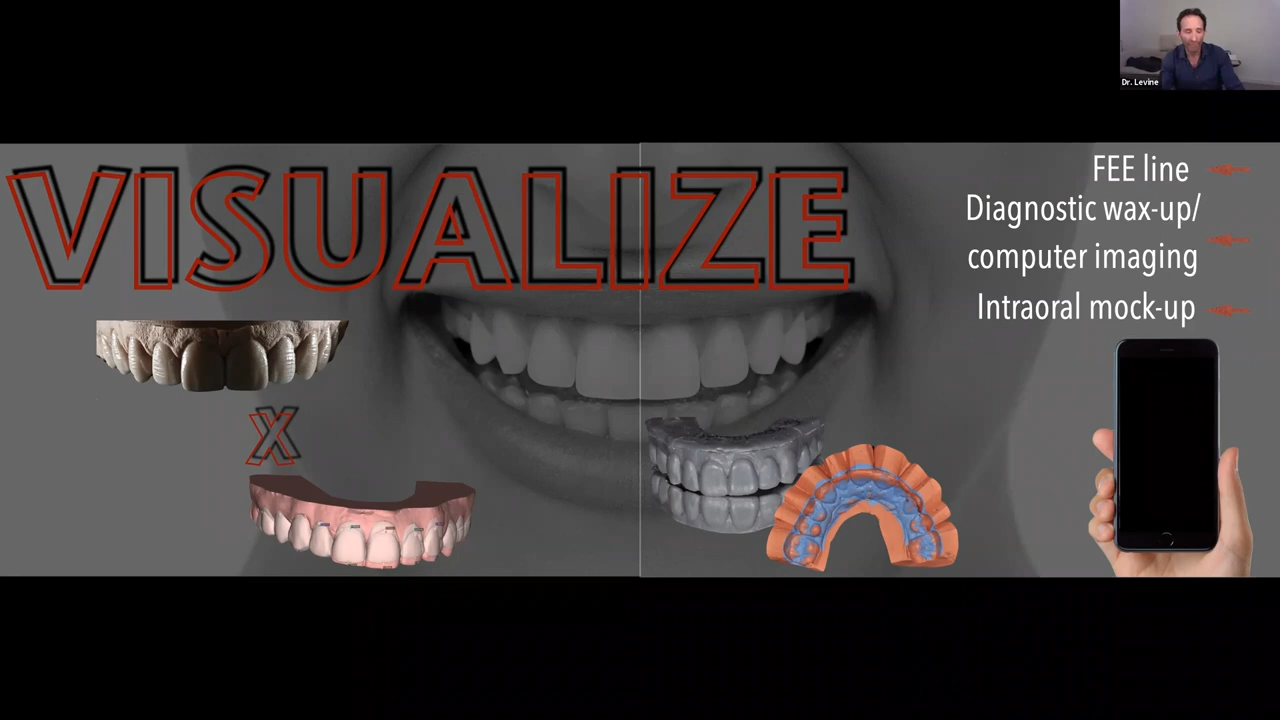 Dr. Levine
VISUALIZE
FEE line
Diagnostic wax-up/
computer imaging
Intraoral mock-up
X